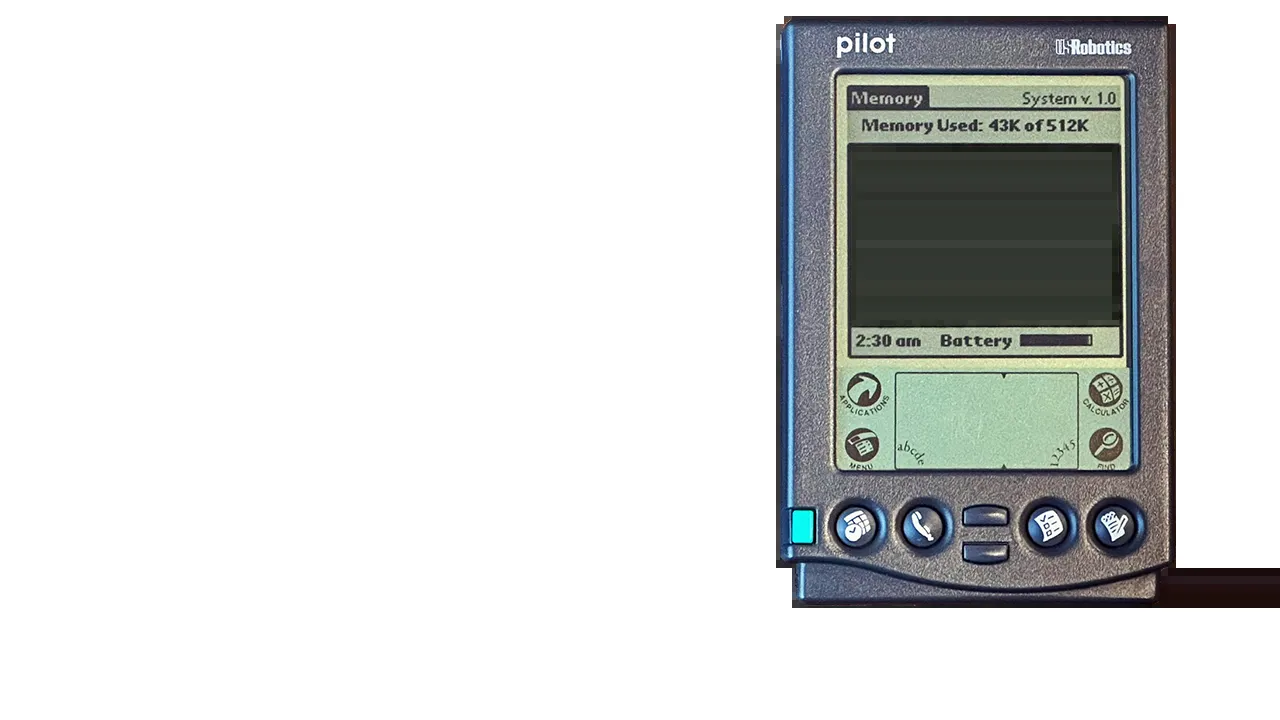 pilot
U.S.Robotics
Memory
System v. 1.0
Memory Used: 43K of 512K
2:30 am Battery
APPLICATIONS
CALCULATOR
abcde
12345
MENU
FIND